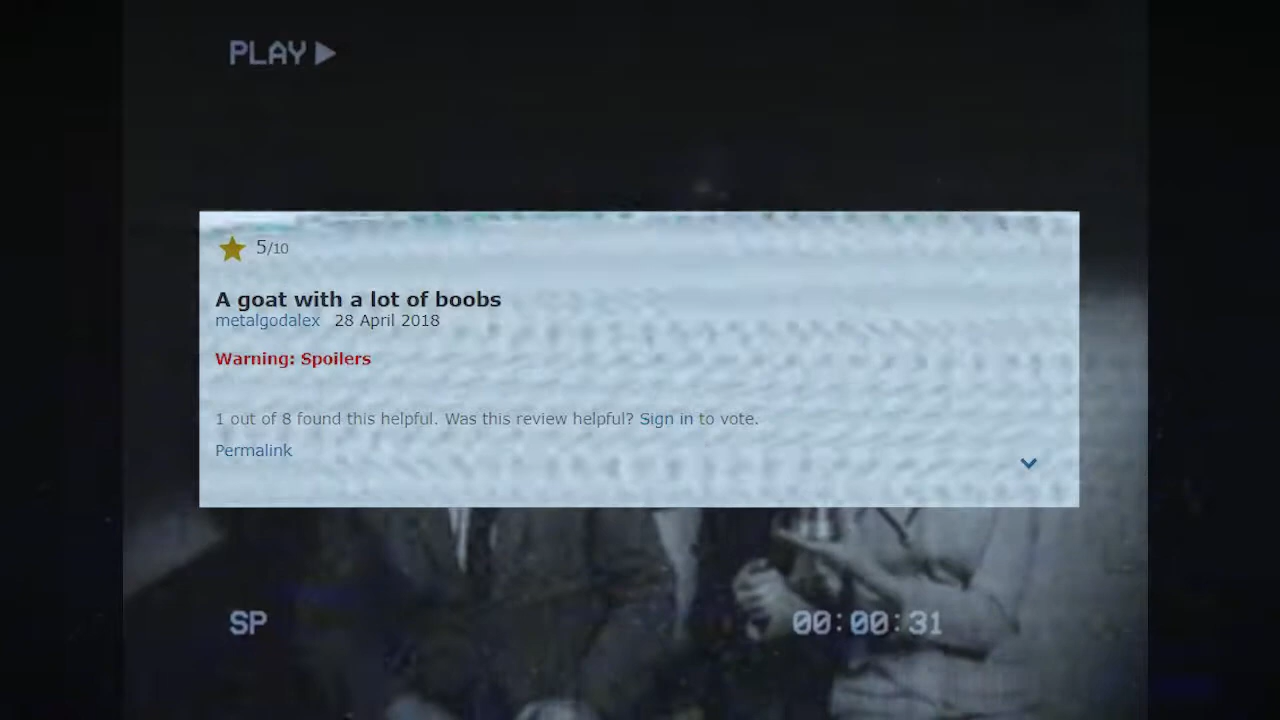 PLAY
5/10
A goat with a lot of boobs
metalgodalex 28 April 2018
Warning: Spoilers
1 out of 8 found this helpful. Was this review helpful? Sign in to vote.
Permalink
SP 00:00:31